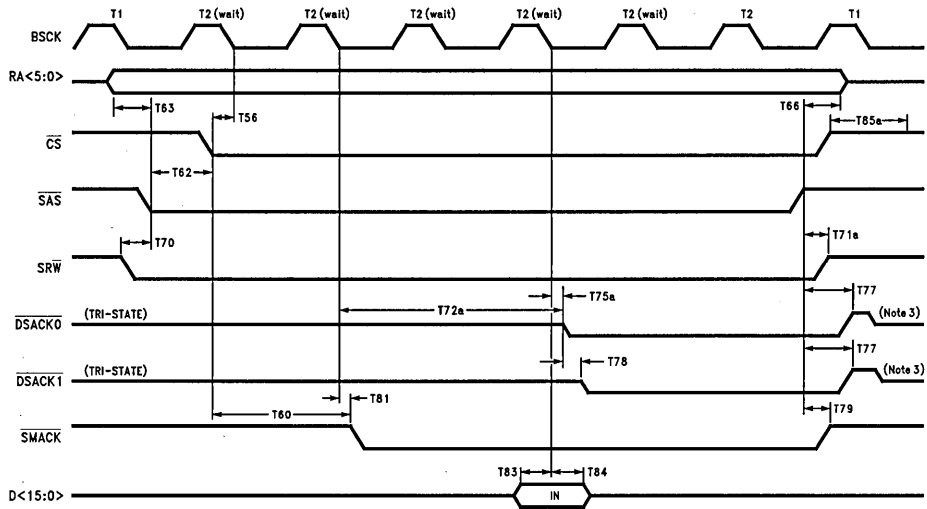 T1 T2 (wait) T2 (wait) T2 (wait) T2 (wait) T2 (wait) T2 T1
BSCK
RA<5:0>
T63 T56 T66 T85a
CS
T62
SAS
T70 T71a
SRW
T77
T72a T75a
DSACK0 (TRI-STATE) (Note 3)
T77
T78
DSACK1 (TRI-STATE) (Note 3)
T81
T60 T79
SMACK
T83 T84
D<15:0> IN